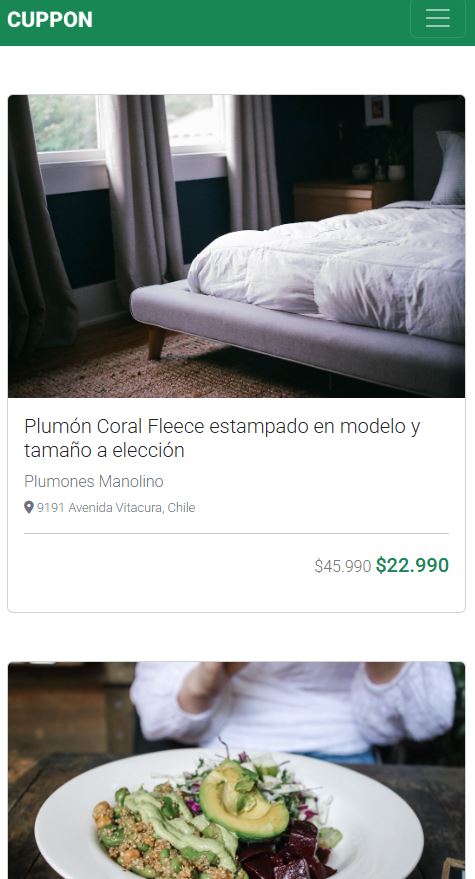 CUPPON
Plumón Coral Fleece estampado en modelo y
tamaño a elección
Plumones Manolino
9191 Avenida Vitacura, Chile
$45.990 $22.990